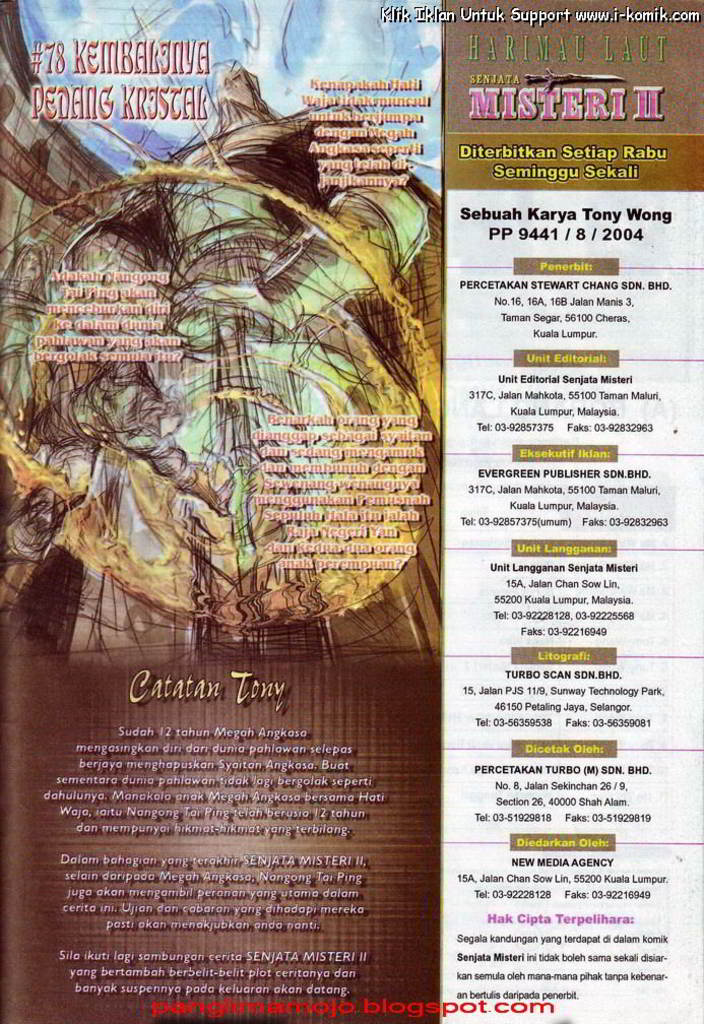 Klik Iklan Untuk Support www.i-komik.com
#78 KEMBALINYA
PEDANG KRISTAL
Kenapakah Hati
Waja tidak muncul
untuk berjumpa
dengan Megah
Angkasa seperti
yang telah di-
janjikannya?
Adakah Nangong
Tai Ping akan
menceburkan diri
ke dalam dunia
pahlawan yang akan
bergolak semula itu?
Benarkah orang yang
dianggap sebagai syaitan
dan sedang mengamuk
dan membunuh dengan
Sewenang-wenangnya
menggunakan Pemusnah
Sepuluh Hala itu ialah
Raja Negeri Yan
dan kedua-dua orang
anak perempuan?
Catatan Tony
Sudah 12 tahun Megah Angkasa
mengasingkan diri dari dunia pahlawan selepas
berjaya menghapuskan Syaitan Angkasa. Buat
sementara dunia pahlawan tidak lagi bergolak seperti
dahulunya. Manakala anak Megah Angkasa bersama Hati
Waja, iaitu Nangong Tai Ping telah berusia 12 tahun
dan mempunyai hikmat-hikmat yang terbilang.
Dalam bahagian yang terakhir SENJATA MISTERI II,
selain daripada Megah Angkasa, Nangong Tai Ping
juga akan mengambil peranan yang utama dalam
cerita ini. Ujian dan cabaran yang dihadapi mereka
pasti akan menakjubkan anda nanti.
Sila ikuti lagi sambungan cerita SENJATA MISTERI II
yang bertambah berbelit-belit plot ceritanya dan
banyak suspennya pada keluaran akan datang.
HARIMAU LAUT
SENJATA
MISTERI II
Diterbitkan Setiap Rabu
Seminggu Sekali
Sebuah Karya Tony Wong
PP 9441 / 8 / 2004
Penerbit:
PERCETAKAN STEWART CHANG SDN. BHD.
No.16, 16A, 16B Jalan Manis 3,
Taman Segar, 56100 Cheras,
Kuala Lumpur.
Unit Editorial:
Unit Editorial Senjata Misteri
317C, Jalan Mahkota, 55100 Taman Maluri,
Kuala Lumpur, Malaysia.
Tel: 03-92857375 Faks: 03-92832963
Eksekutif Iklan:
EVERGREEN PUBLISHER SDN.BHD.
317C, Jalan Mahkota, 55100 Taman Maluri,
Kuala Lumpur, Malaysia.
Tel: 03-92857375(umum) Faks: 03-92832963
Unit Langganan:
Unit Langganan Senjata Misteri
15A, Jalan Chan Sow Lin,
55200 Kuala Lumpur, Malaysia.
Tel: 03-92228128, 03-92225568
Faks: 03-92216949
Litografi:
TURBO SCAN SDN.BHD.
15, Jalan PJS 11/9, Sunway Technology Park,
46150 Petaling Jaya, Selangor.
Tel: 03-56359538 Faks: 03-56359081
Dicetak Oleh:
PERCETAKAN TURBO (M) SDN. BHD.
No. 8, Jalan Sekinchan 26 / 9,
Section 26, 40000 Shah Alam.
Tel: 03-51929818 Faks: 03-51929819
Diedarkan Oleh:
NEW MEDIA AGENCY
15A, Jalan Chan Sow Lin, 55200 Kuala Lumpur.
Tel: 03-92228128 Faks: 03-92216949
Hak Cipta Terpelihara:
Segala kandungan yang terdapat di dalam komik
Senjata Misteri ini tidak boleh sama sekali disiar-
kan semula oleh mana-mana pihak tanpa kebenar-
an bertulis daripada penerbit.
panglimamojo.blogspot.com